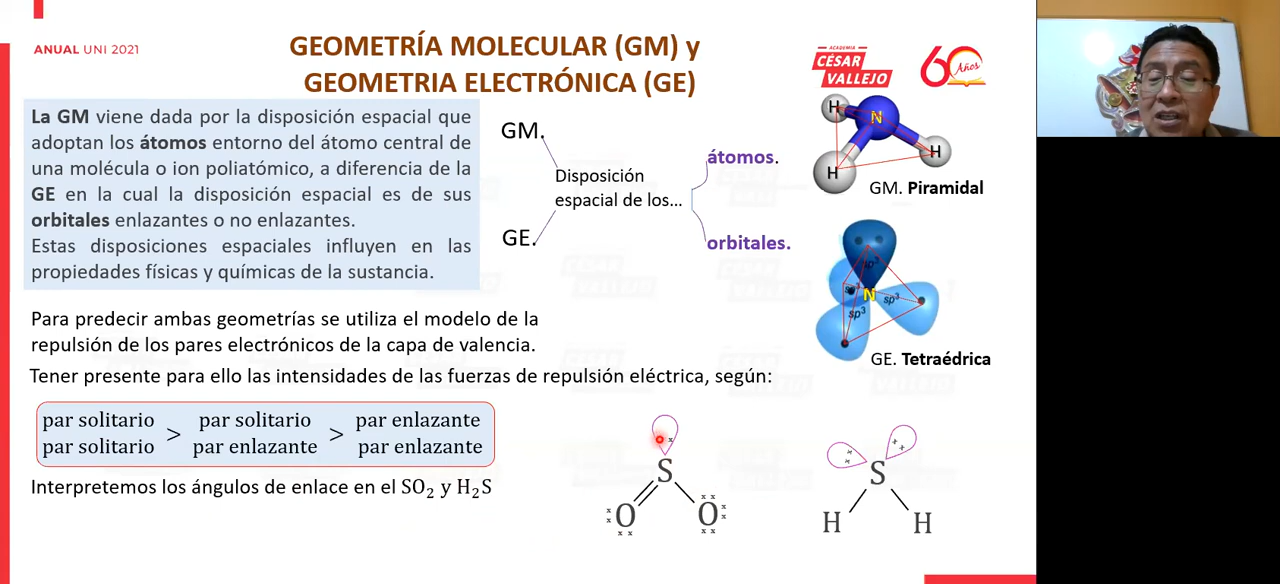 ANUAL UNI 2021
GEOMETRÍA MOLECULAR (GM) y
GEOMETRIA ELECTRÓNICA (GE)
ACADEMIA
CÉSAR
VALLEJO
60 Años
La GM viene dada por la disposición espacial que
adoptan los átomos entorno del átomo central de
una molécula o ion poliatómico, a diferencia de la
GE en la cual la disposición espacial es de sus
orbitales enlazantes o no enlazantes.
Estas disposiciones espaciales influyen en las
propiedades físicas y químicas de la sustancia.
GM.
GE.
Disposición
espacial de los...
átomos.
orbitales.
H
N
H
H
GM. Piramidal
sp³
sp³
N
sp³
sp³
GE. Tetraédrica
Para predecir ambas geometrías se utiliza el modelo de la
repulsión de los pares electrónicos de la capa de valencia.
Tener presente para ello las intensidades de las fuerzas de repulsión eléctrica, según:
par solitario > par solitario > par enlazante
par solitario par enlazante par enlazante
Interpretemos los ángulos de enlace en el SO₂ y H₂S
S
O O
S
H H
CÉSAR
VALLEJO